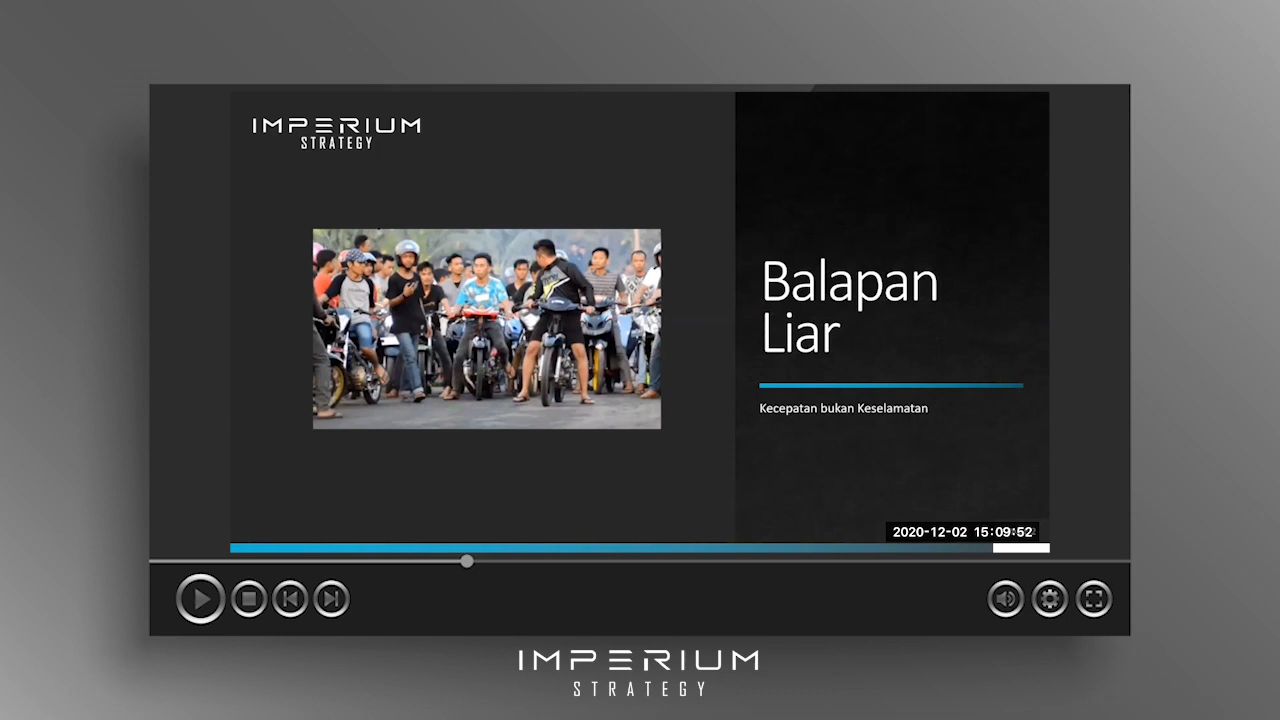 IMPERIUM
STRATEGY
Balapan
Liar
Kecepatan bukan Keselamatan
2020-12-02 15:09:52
IMPERIUM
STRATEGY